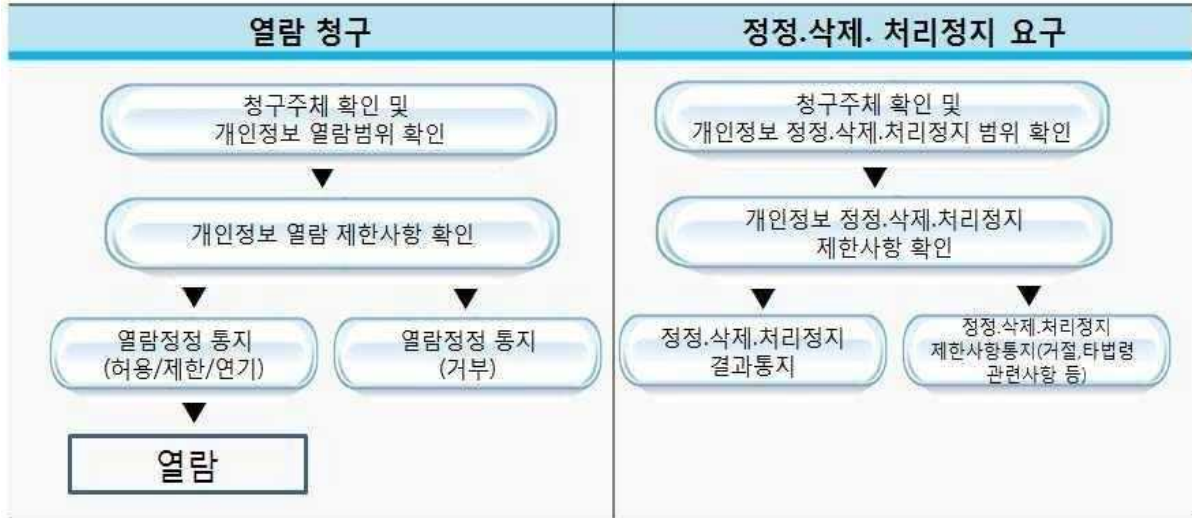 열람 청구
청구주체 확인 및
개인정보 열람범위 확인
개인정보 열람 제한사항 확인
열람정정 통지
(허용/제한/연기)
열람정정 통지
(거부)
열람
정정.삭제. 처리정지 요구
청구주체 확인 및
개인정보 정정.삭제.처리정지 범위 확인
개인정보 정정.삭제.처리정지
제한사항 확인
정정.삭제.처리정지
결과통지
정정.삭제.처리정지
제한사항통지(거절,타법령
관련사항 등)